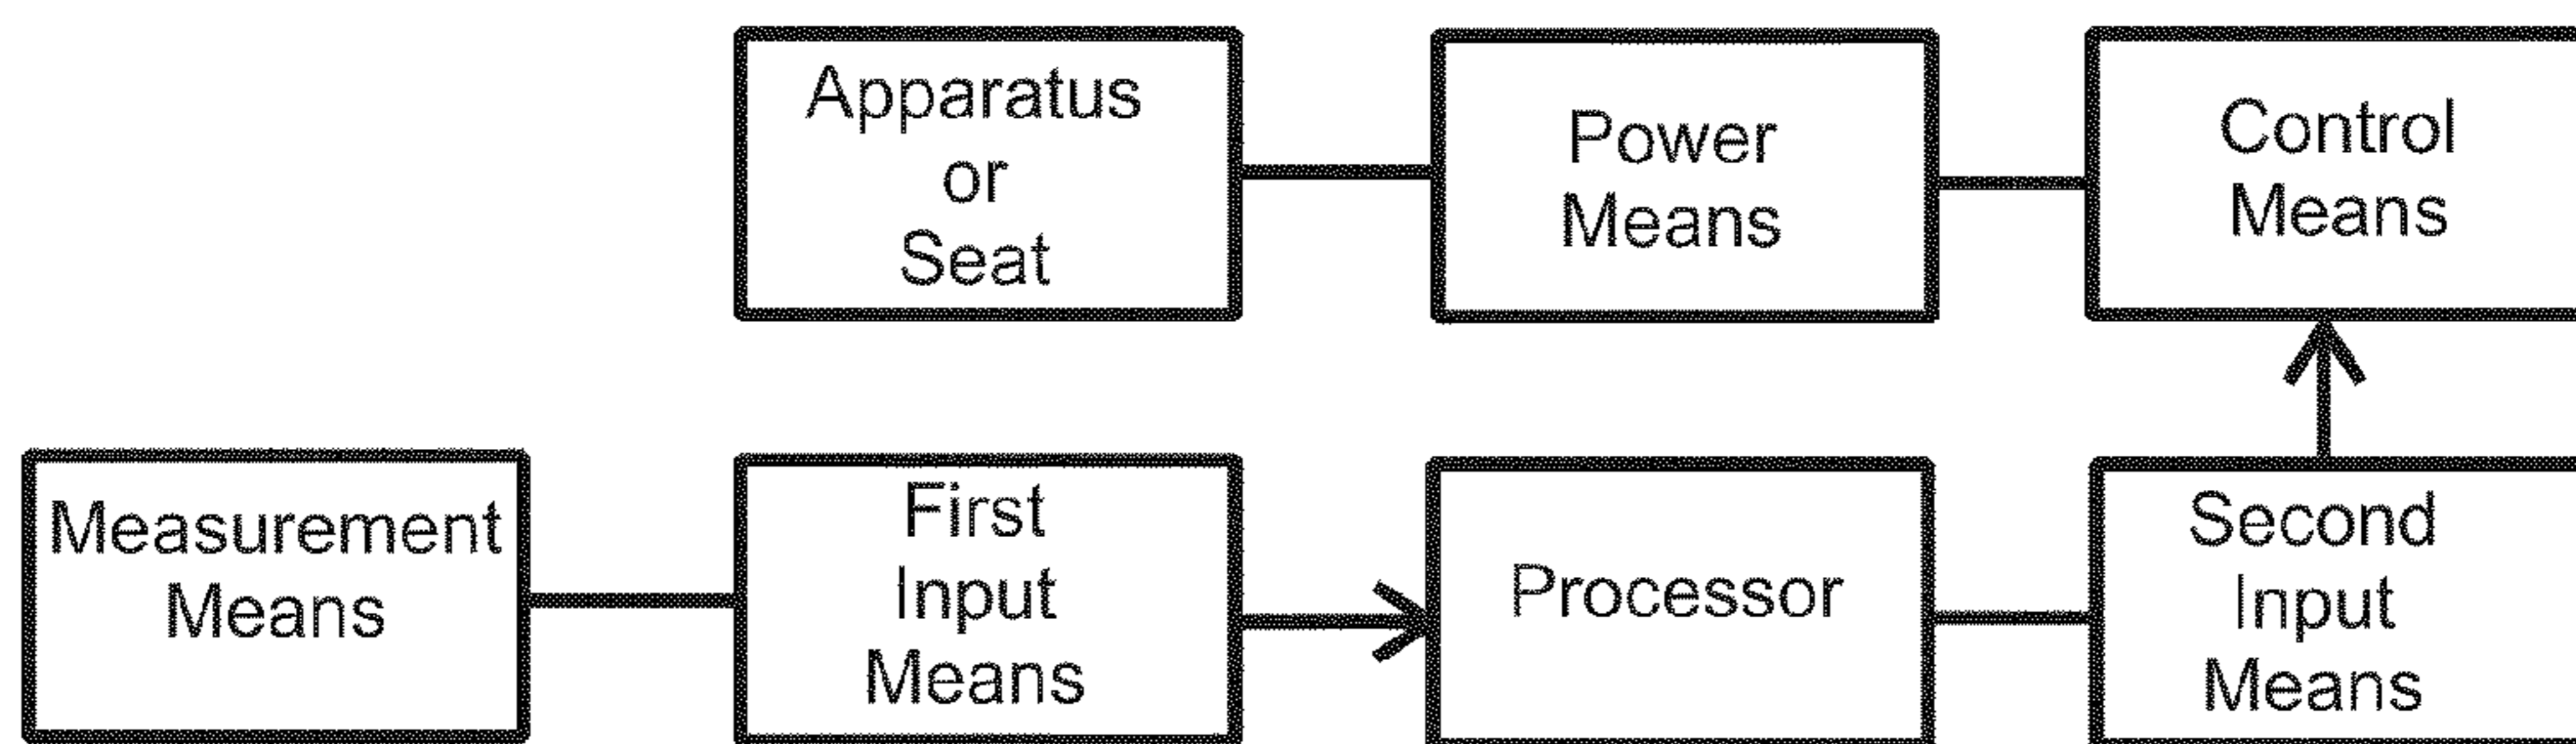 Apparatus
or
Seat
Power
Means
Control
Means
Measurement
Means
First
Input
Means
Processor
Second
Input
Means